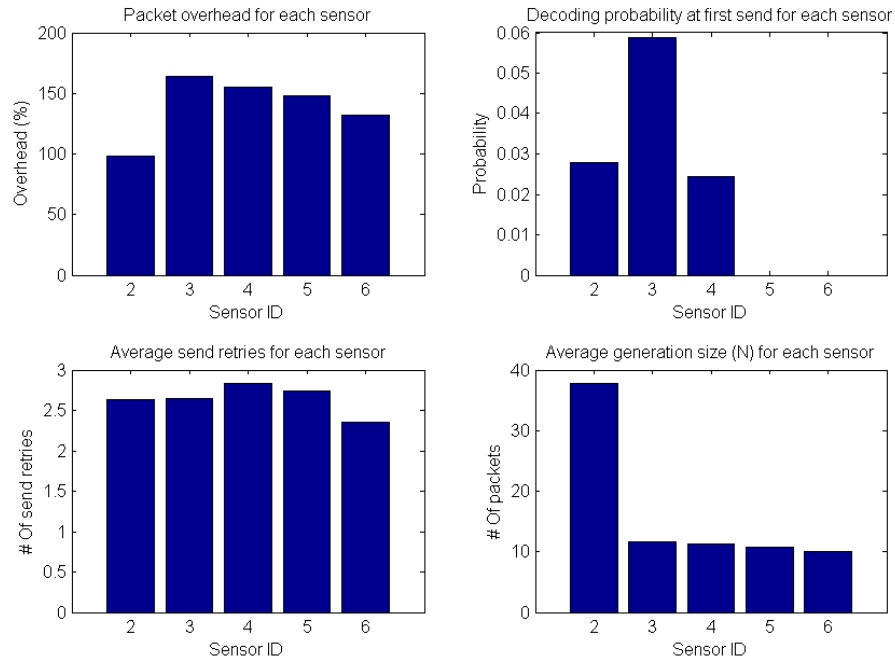 Packet overhead for each sensor
200
150
100
50
0
Overhead (%)
2 3 4 5 6
Sensor ID
Decoding probability at first send for each sensor
0.06
0.05
0.04
0.03
0.02
0.01
0
Probability
2 3 4 5 6
Sensor ID
Average send retries for each sensor
3
2.5
2
1.5
1
0.5
0
# Of send retries
2 3 4 5 6
Sensor ID
Average generation size (N) for each sensor
40
30
20
10
0
# Of packets
2 3 4 5 6
Sensor ID